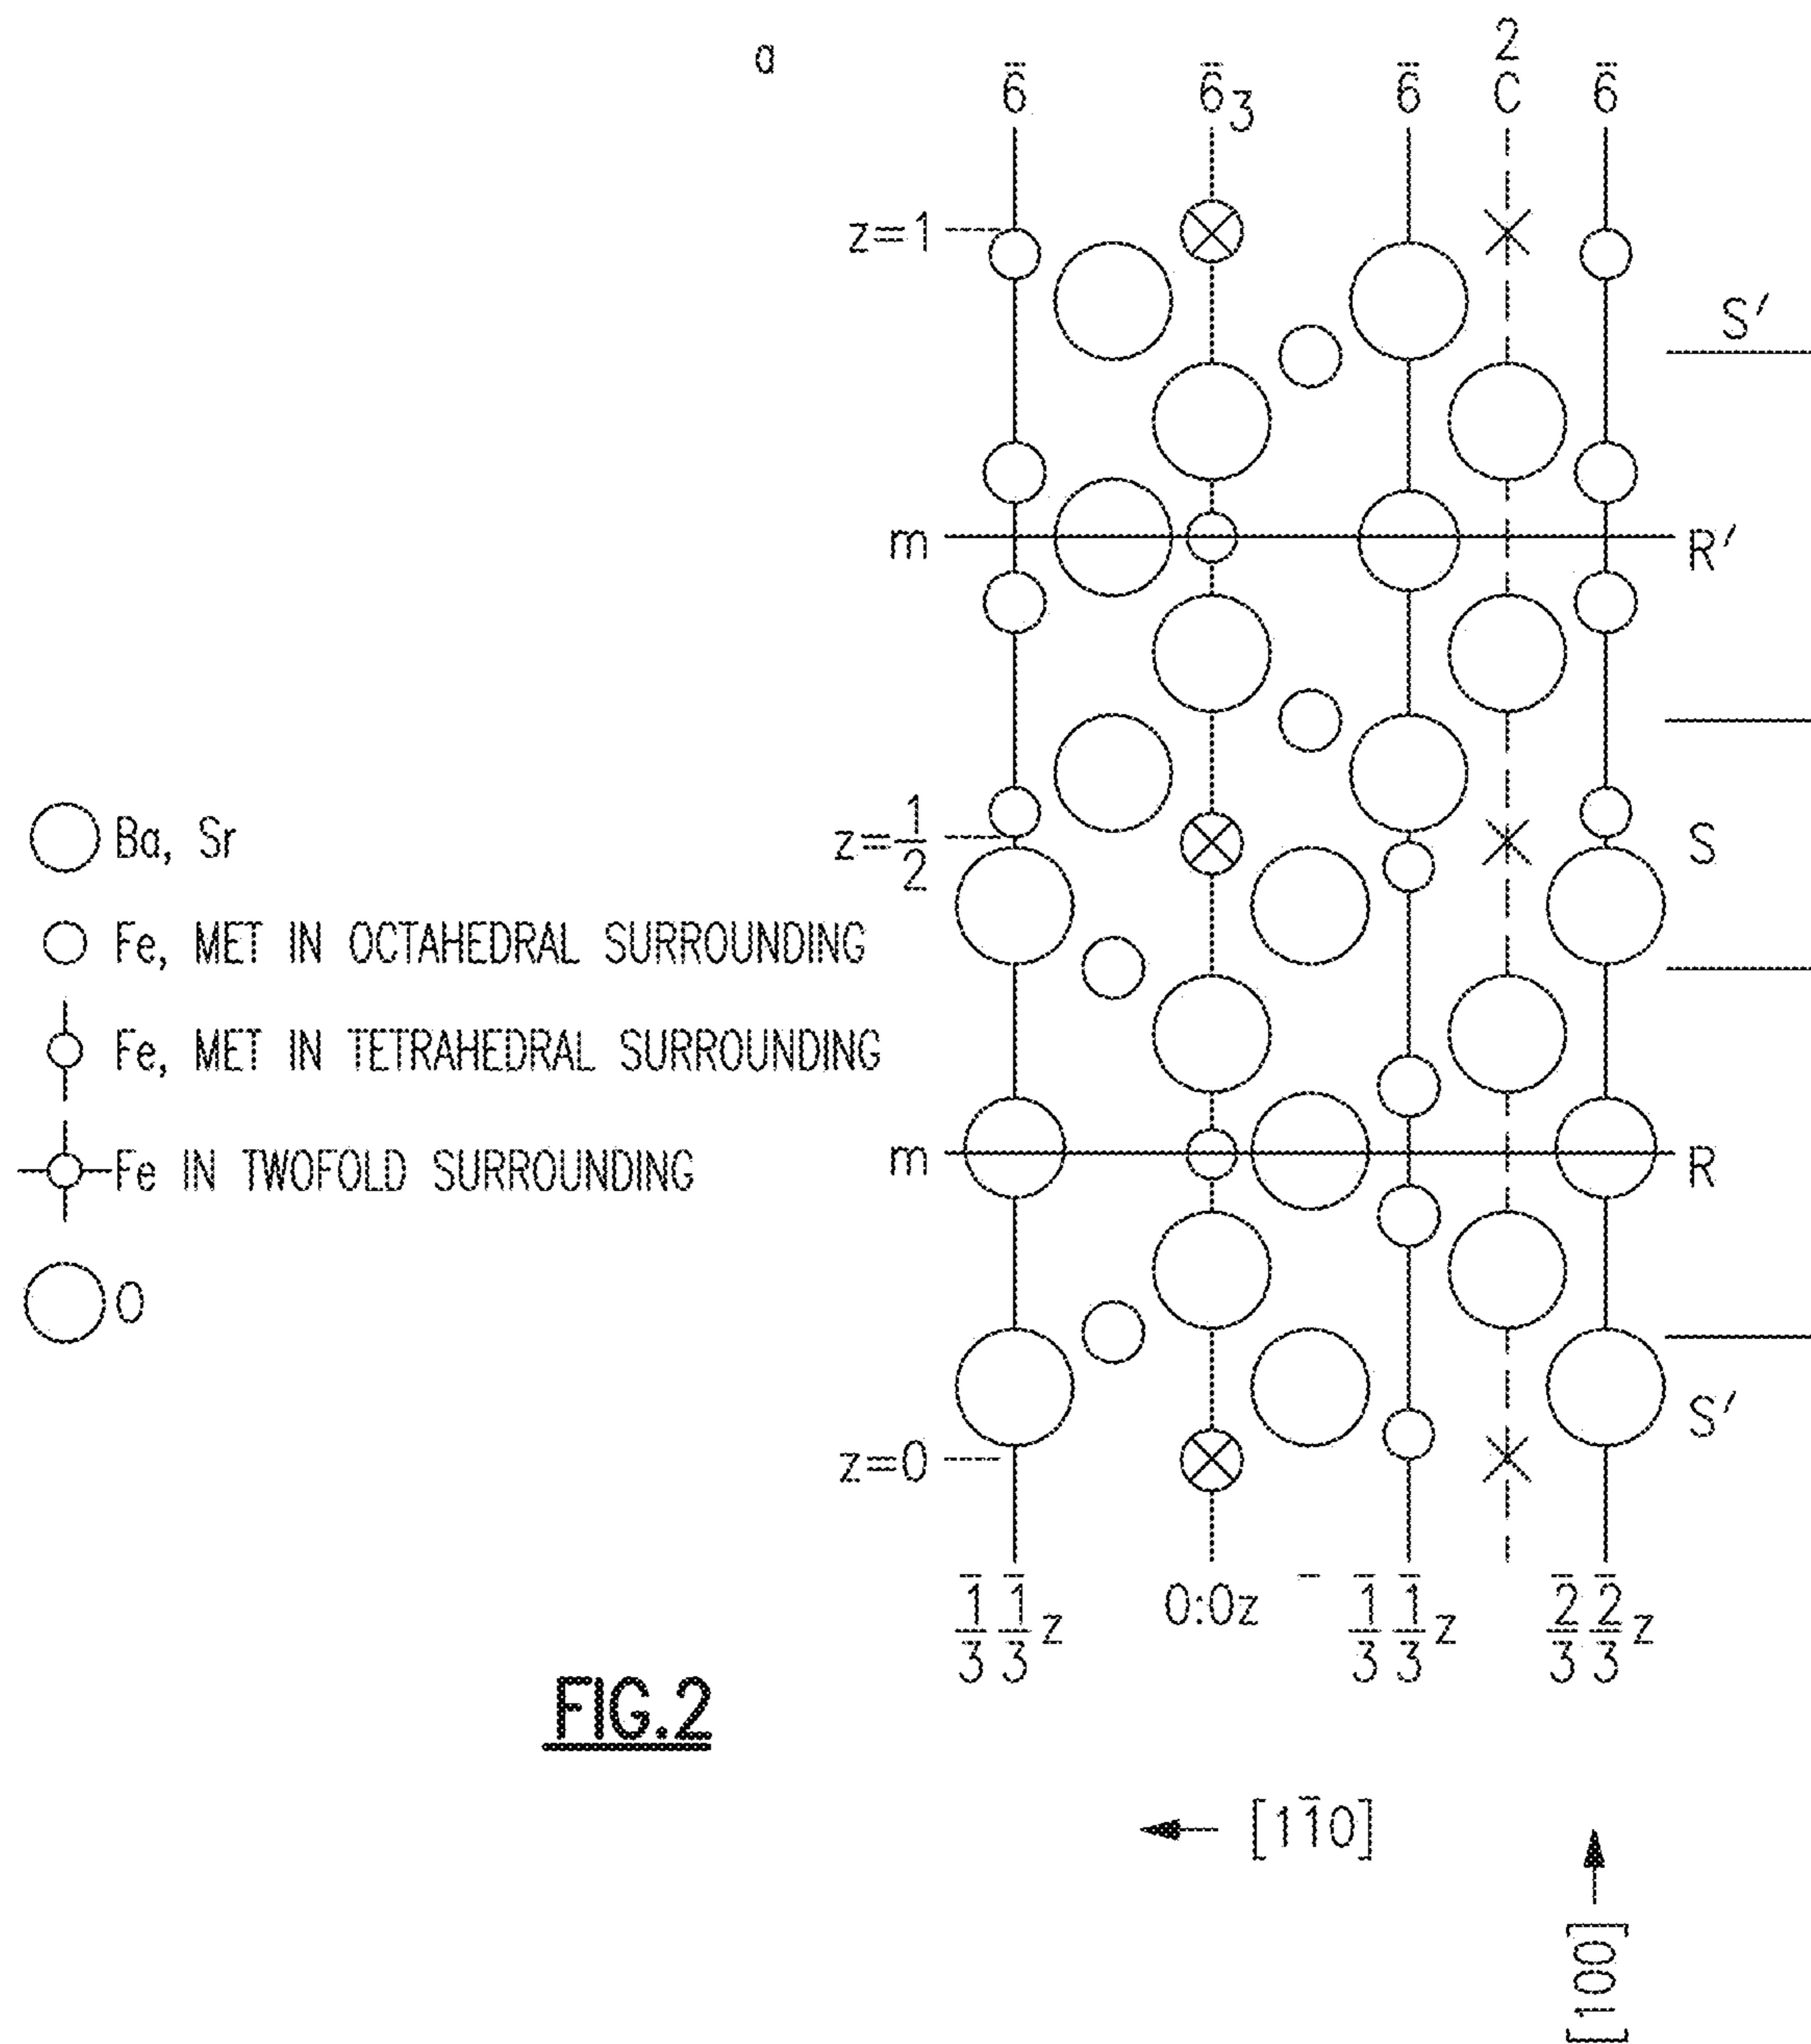 a
6̄ 6̄₃ 6̄ 2 C 6̄
z=1
S′
m R′
z=1/2
S
Ba, Sr
Fe, MET IN OCTAHEDRAL SURROUNDING
Fe, MET IN TETRAHEDRAL SURROUNDING
Fe IN TWOFOLD SURROUNDING
O
m R
z=0
S′
1̄/3 1̄/3 z 0:0z ‾ 1̄/3 1̄/3 z 2̄/3 2̄/3 z
FIG.2
[11̄0]
[100]